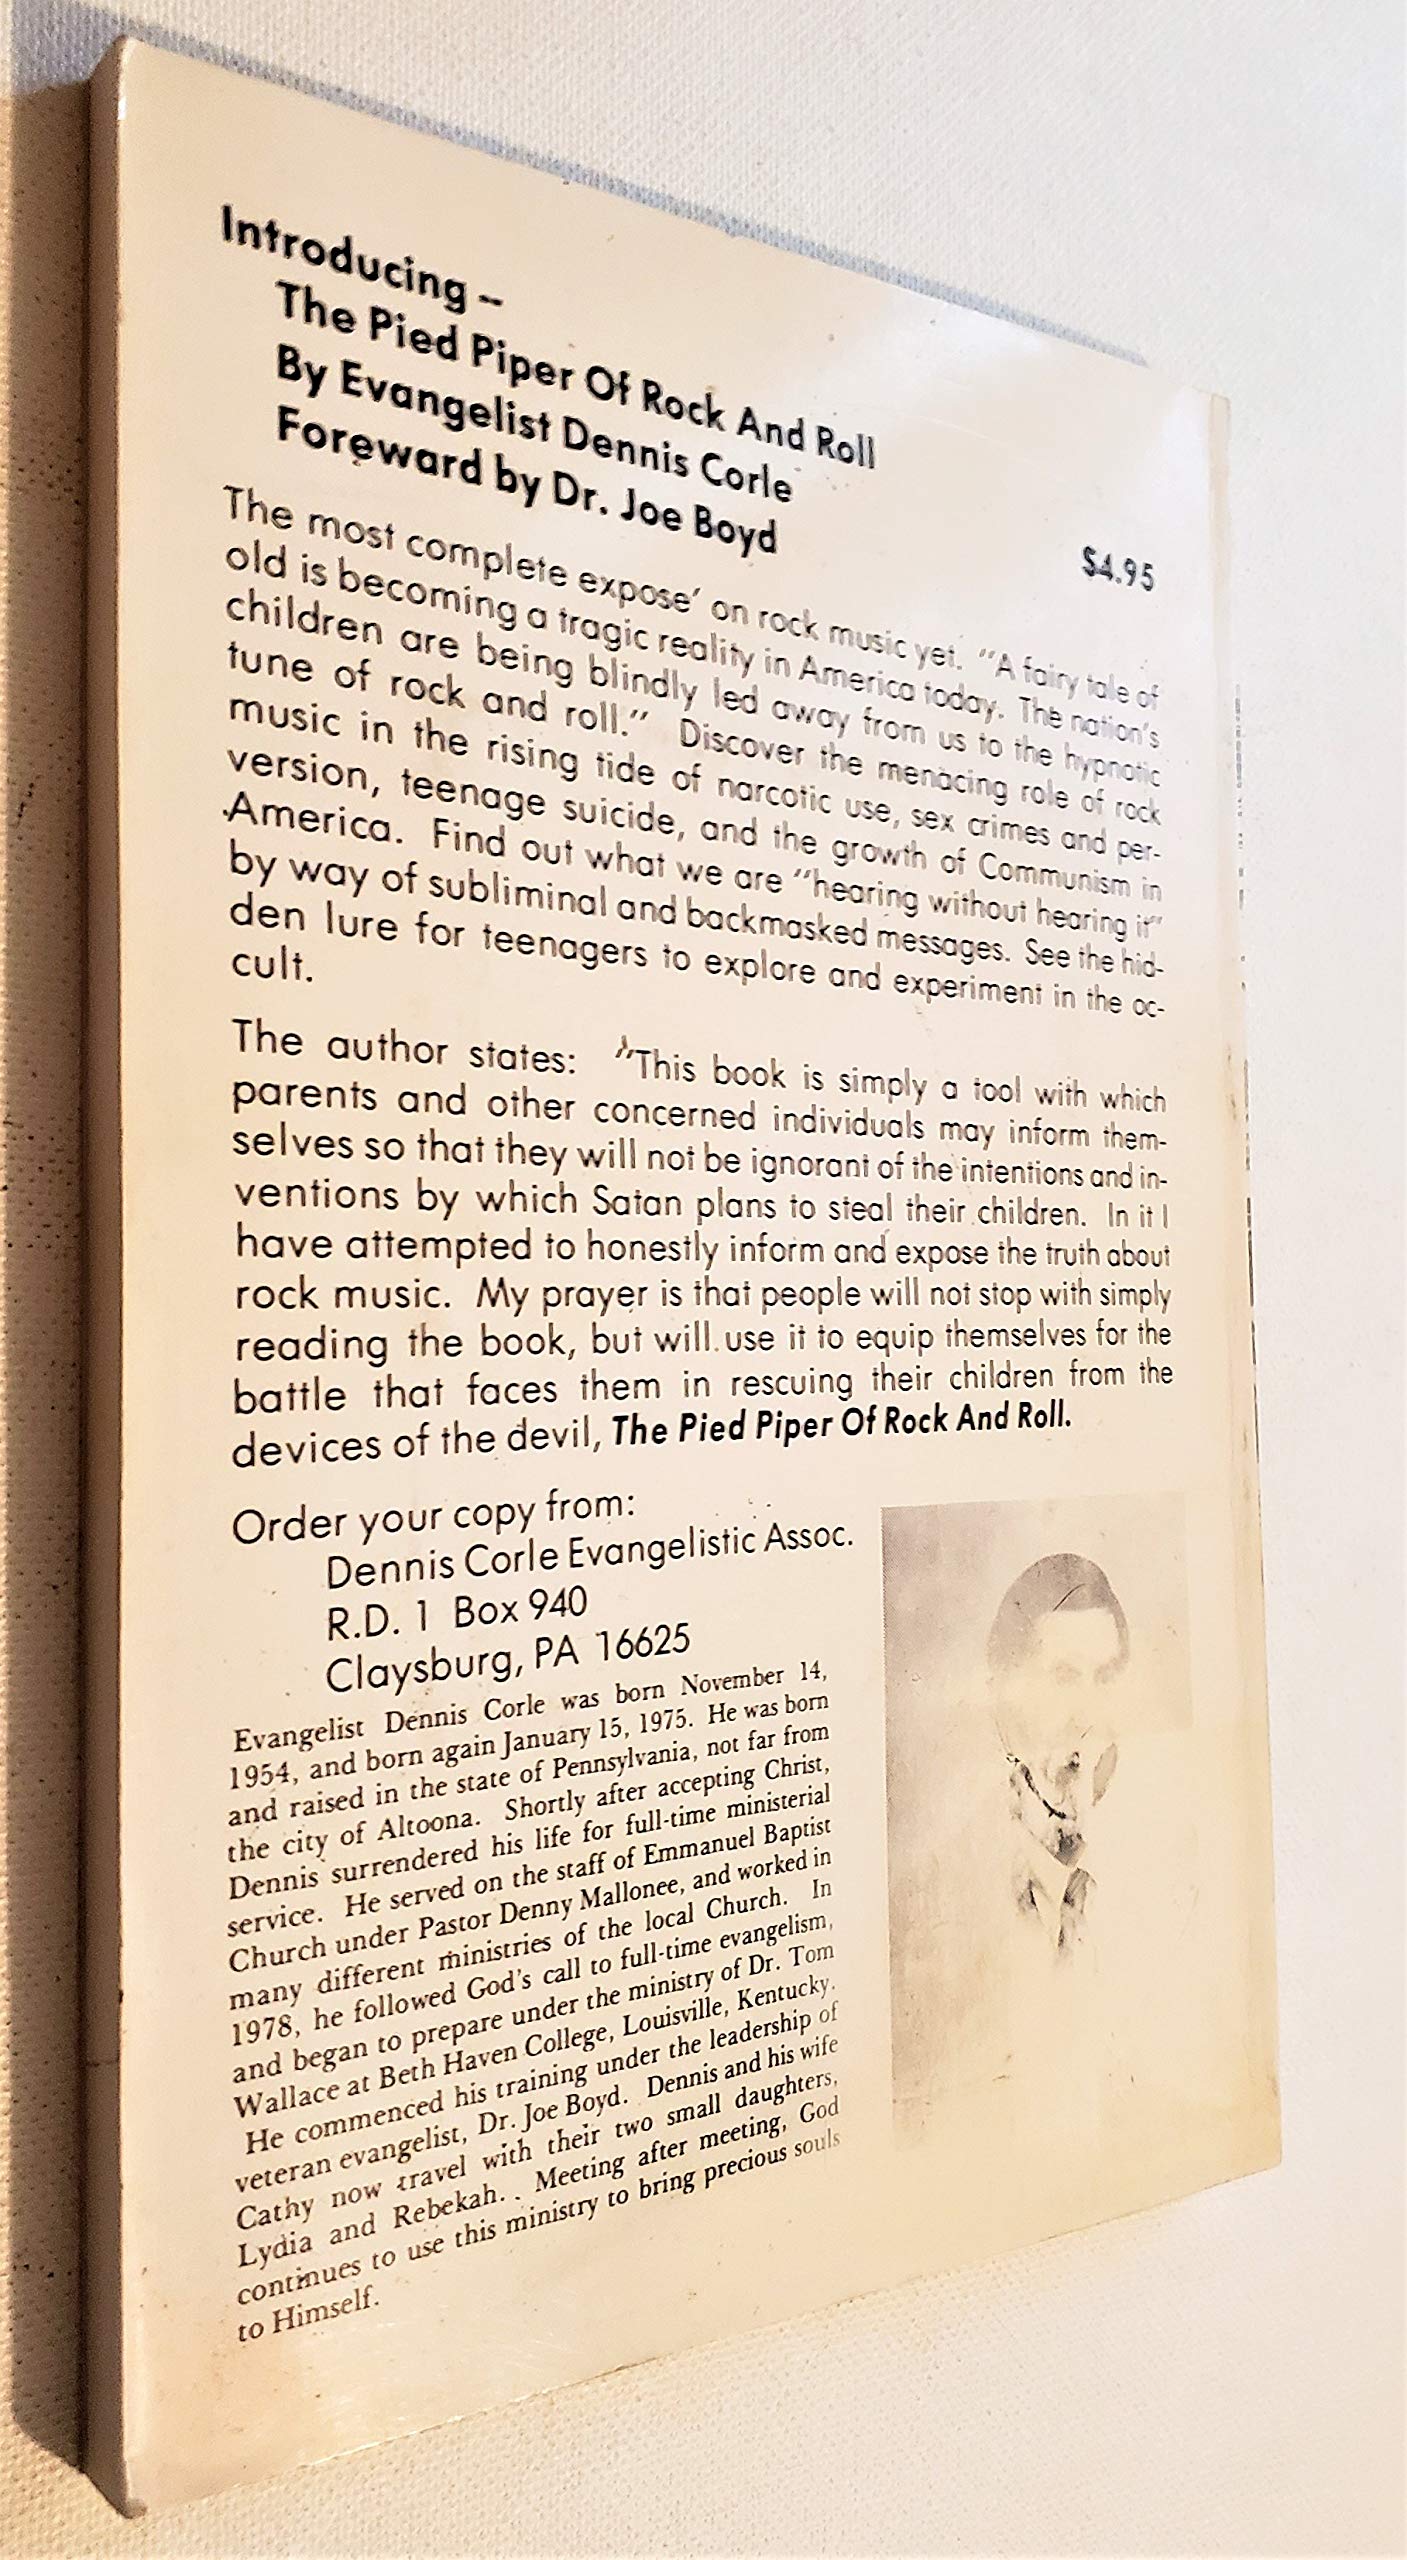 Introducing –
The Pied Piper Of Rock And Roll
By Evangelist Dennis Corle
Foreward by Dr. Joe Boyd
$4.95
The most complete expose' on rock music yet. "A fairy tale of
old is becoming a tragic reality in America today. The nation's
children are being blindly led away from us to the hypnotic
tune of rock and roll." Discover the menacing role of rock
music in the rising tide of narcotic use, sex crimes and per-
version, teenage suicide, and the growth of Communism in
America. Find out what we are "hearing without hearing it"
by way of subliminal and backmasked messages. See the hid-
den lure for teenagers to explore and experiment in the oc-
cult.
The author states: "This book is simply a tool with which
parents and other concerned individuals may inform them-
selves so that they will not be ignorant of the intentions and in-
ventions by which Satan plans to steal their children. In it I
have attempted to honestly inform and expose the truth about
rock music. My prayer is that people will not stop with simply
reading the book, but will use it to equip themselves for the
battle that faces them in rescuing their children from the
devices of the devil, The Pied Piper Of Rock And Roll.
Order your copy from:
Dennis Corle Evangelistic Assoc.
R.D. 1 Box 940
Claysburg, PA 16625
Evangelist Dennis Corle was born November 14,
1954, and born again January 15, 1975. He was born
and raised in the state of Pennsylvania, not far from
the city of Altoona. Shortly after accepting Christ,
Dennis surrendered his life for full-time ministerial
service. He served on the staff of Emmanuel Baptist
Church under Pastor Denny Mallonee, and worked in
many different ministries of the local Church. In
1978, he followed God's call to full-time evangelism,
and began to prepare under the ministry of Dr. Tom
Wallace at Beth Haven College, Louisville, Kentucky.
He commenced his training under the leadership of
veteran evangelist, Dr. Joe Boyd. Dennis and his wife
Cathy now travel with their two small daughters,
Lydia and Rebekah. Meeting after meeting, God
continues to use this ministry to bring precious souls
to Himself.